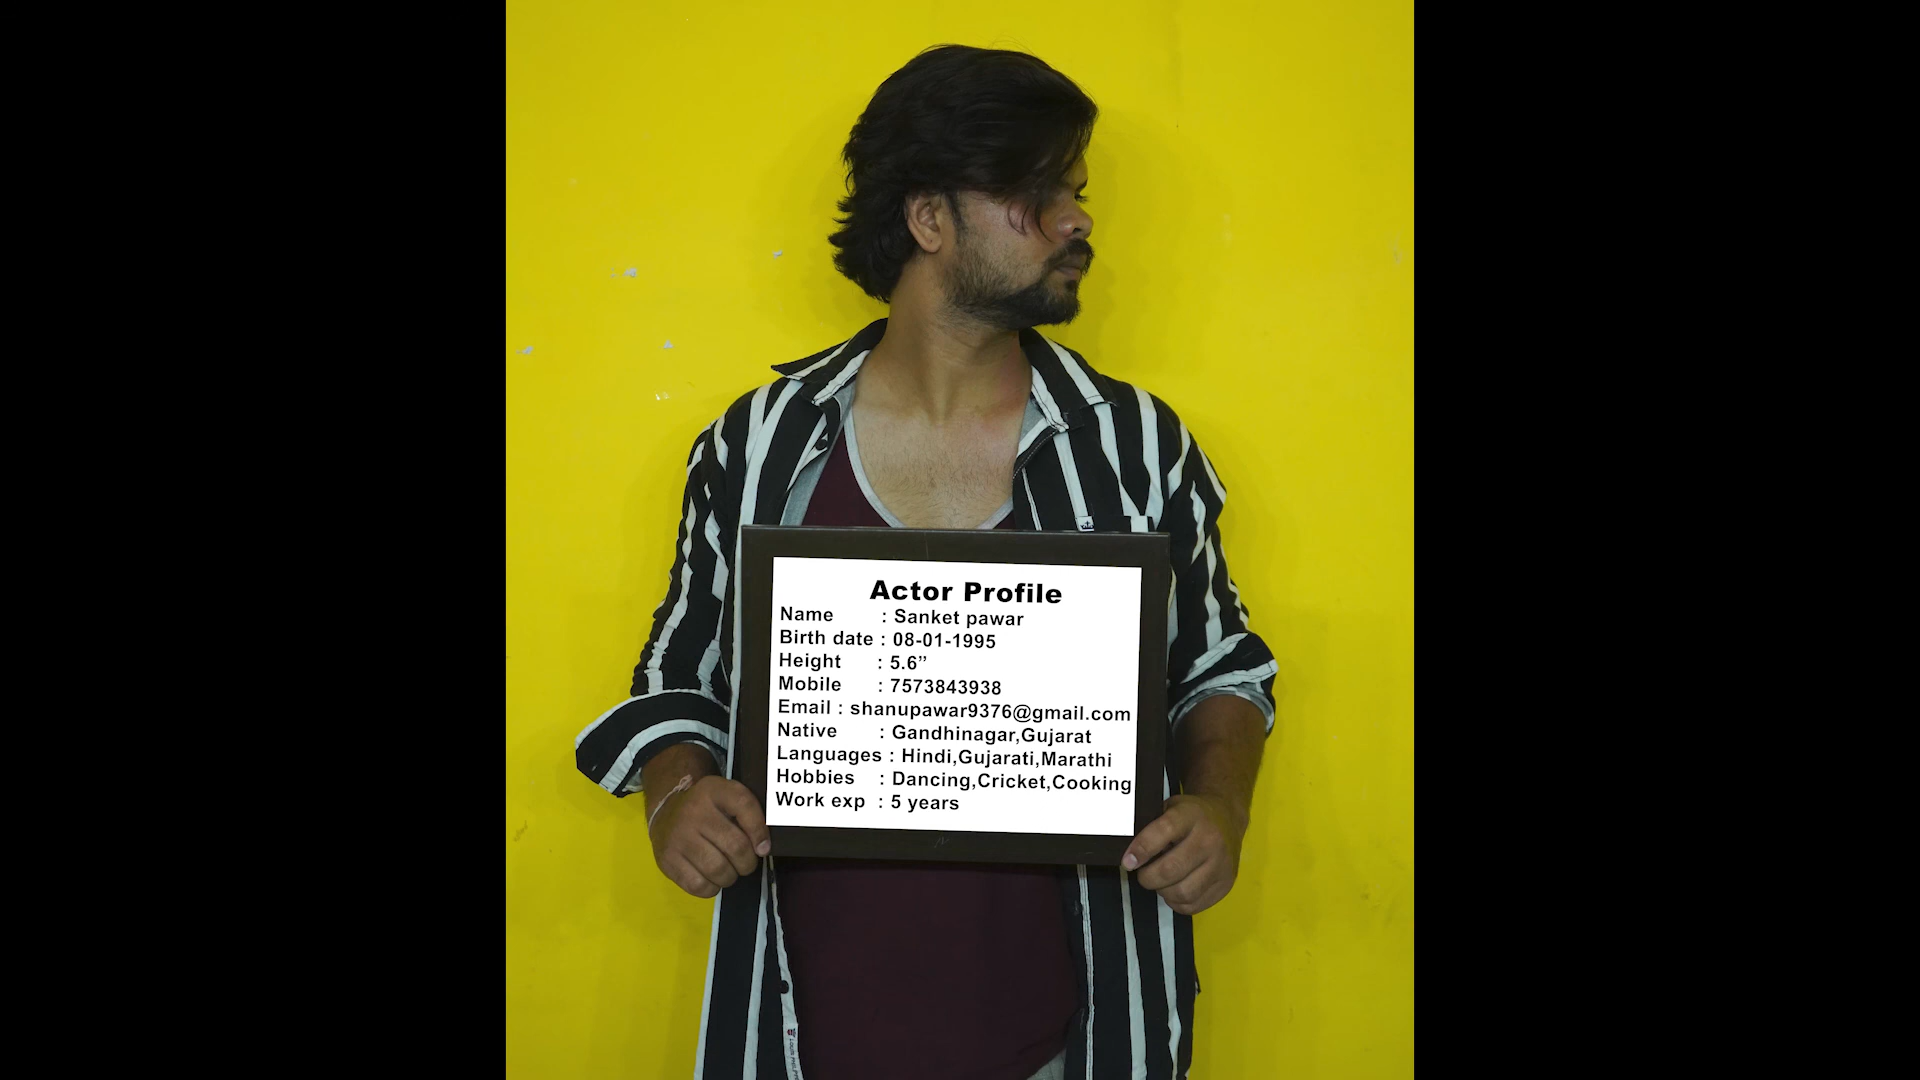 Actor Profile
Name : Sanket pawar
Birth date : 08-01-1995
Height : 5.6”
Mobile : 7573843938
Email : shanupawar9376@gmail.com
Native : Gandhinagar,Gujarat
Languages : Hindi,Gujarati,Marathi
Hobbies : Dancing,Cricket,Cooking
Work exp : 5 years